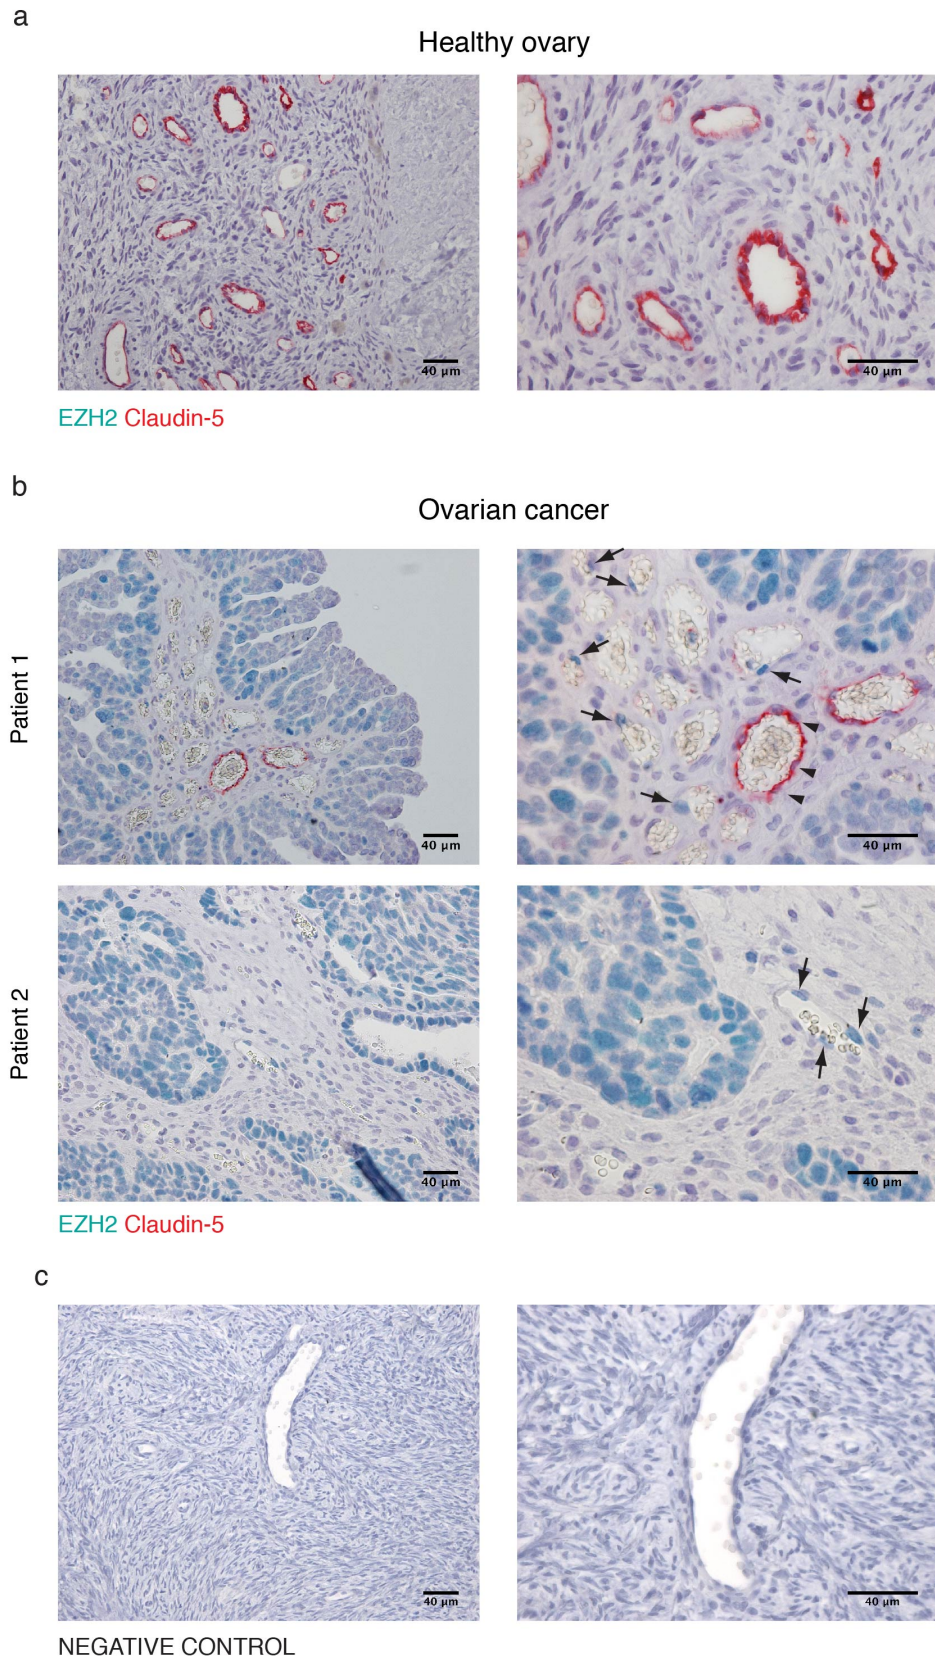 a
Healthy ovary
40 µm
40 µm
EZH2 Claudin-5
b
Ovarian cancer
Patient 1
40 µm
40 µm
Patient 2
40 µm
40 µm
EZH2 Claudin-5
c
40 µm
40 µm
NEGATIVE CONTROL